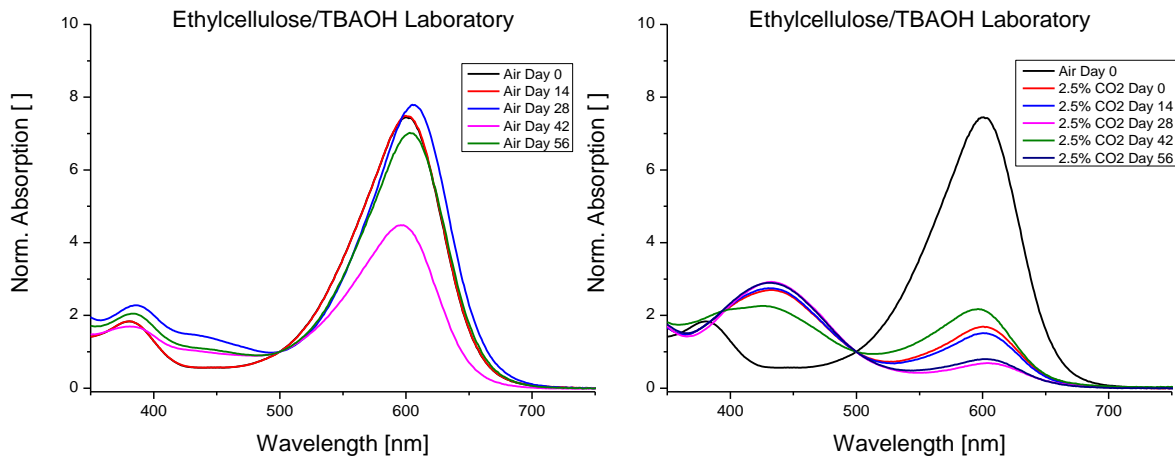 Ethylcellulose/TBAOH Laboratory
10
8
6
4
2
0
Norm. Absorption [ ]
Air Day 0
Air Day 14
Air Day 28
Air Day 42
Air Day 56
400
500
600
700
Wavelength [nm]
Ethylcellulose/TBAOH Laboratory
10
8
6
4
2
0
Norm. Absorption [ ]
Air Day 0
2.5% CO2 Day 0
2.5% CO2 Day 14
2.5% CO2 Day 28
2.5% CO2 Day 42
2.5% CO2 Day 56
400
500
600
700
Wavelength [nm]